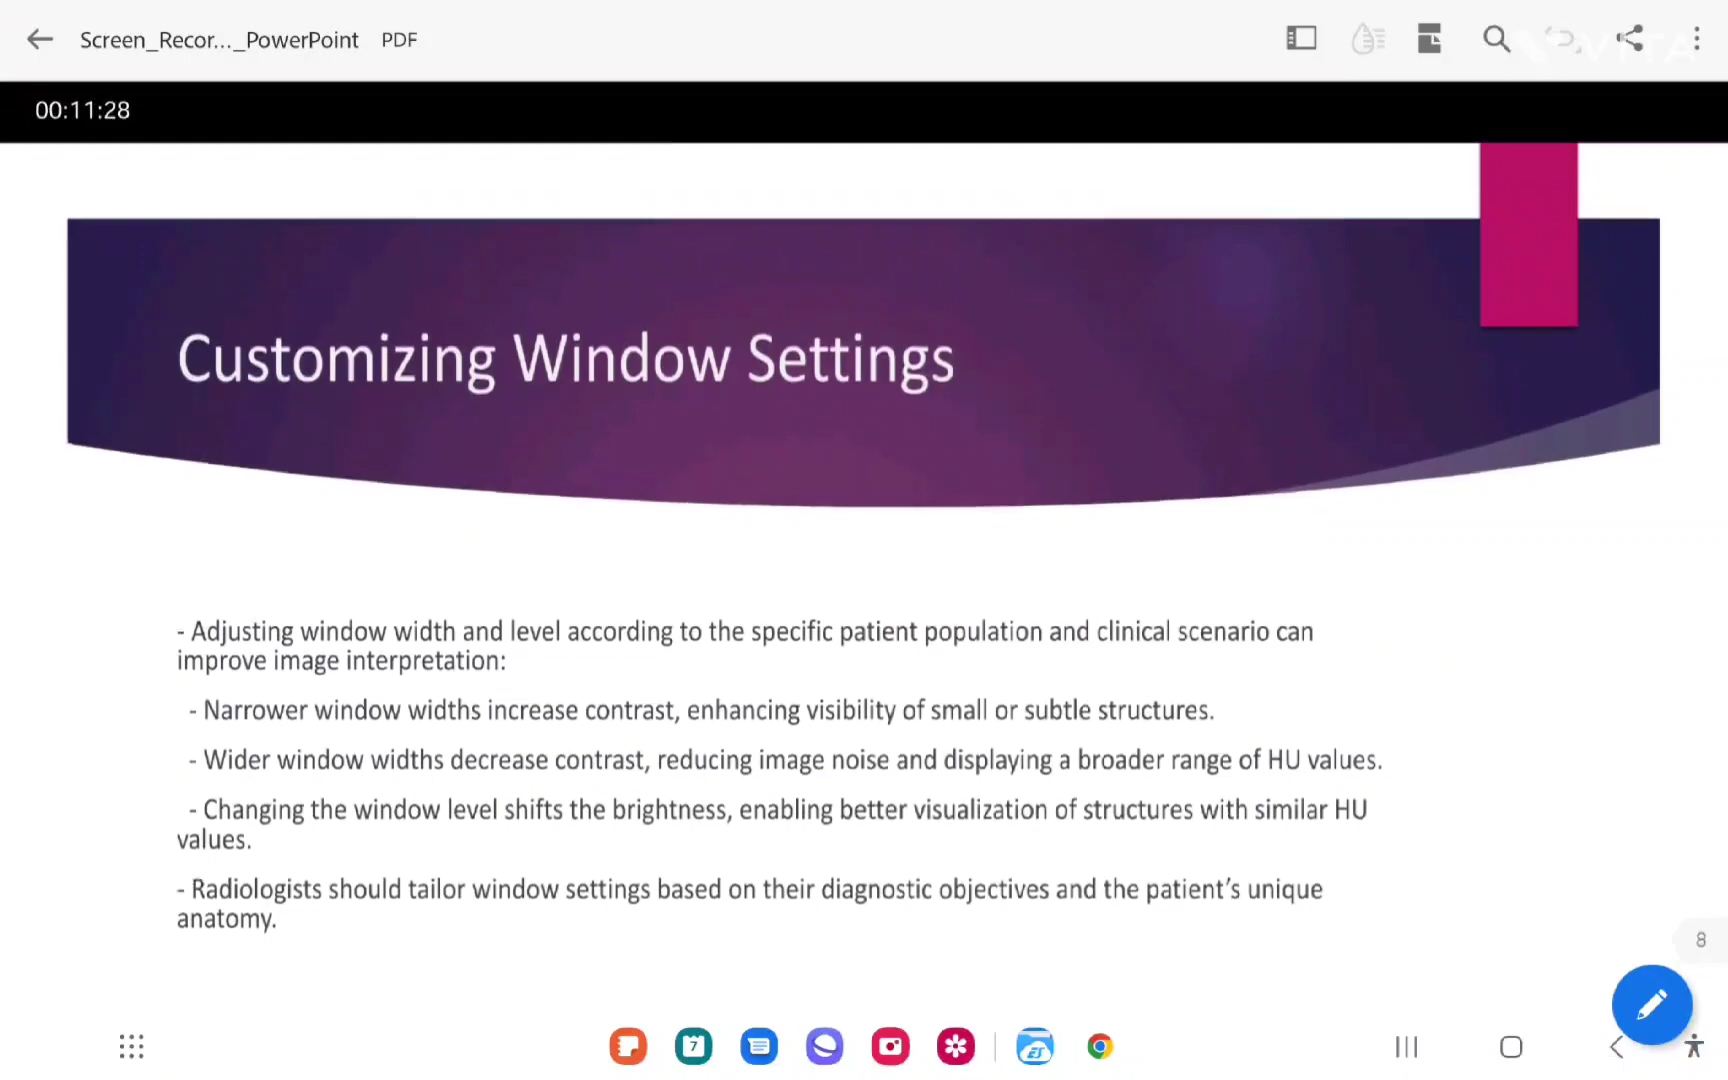 Screen_Recor..._PowerPoint PDF
00:11:28
Customizing Window Settings
- Adjusting window width and level according to the specific patient population and clinical scenario can
improve image interpretation:
- Narrower window widths increase contrast, enhancing visibility of small or subtle structures.
- Wider window widths decrease contrast, reducing image noise and displaying a broader range of HU values.
- Changing the window level shifts the brightness, enabling better visualization of structures with similar HU
values.
- Radiologists should tailor window settings based on their diagnostic objectives and the patient’s unique
anatomy.
8
7
ES